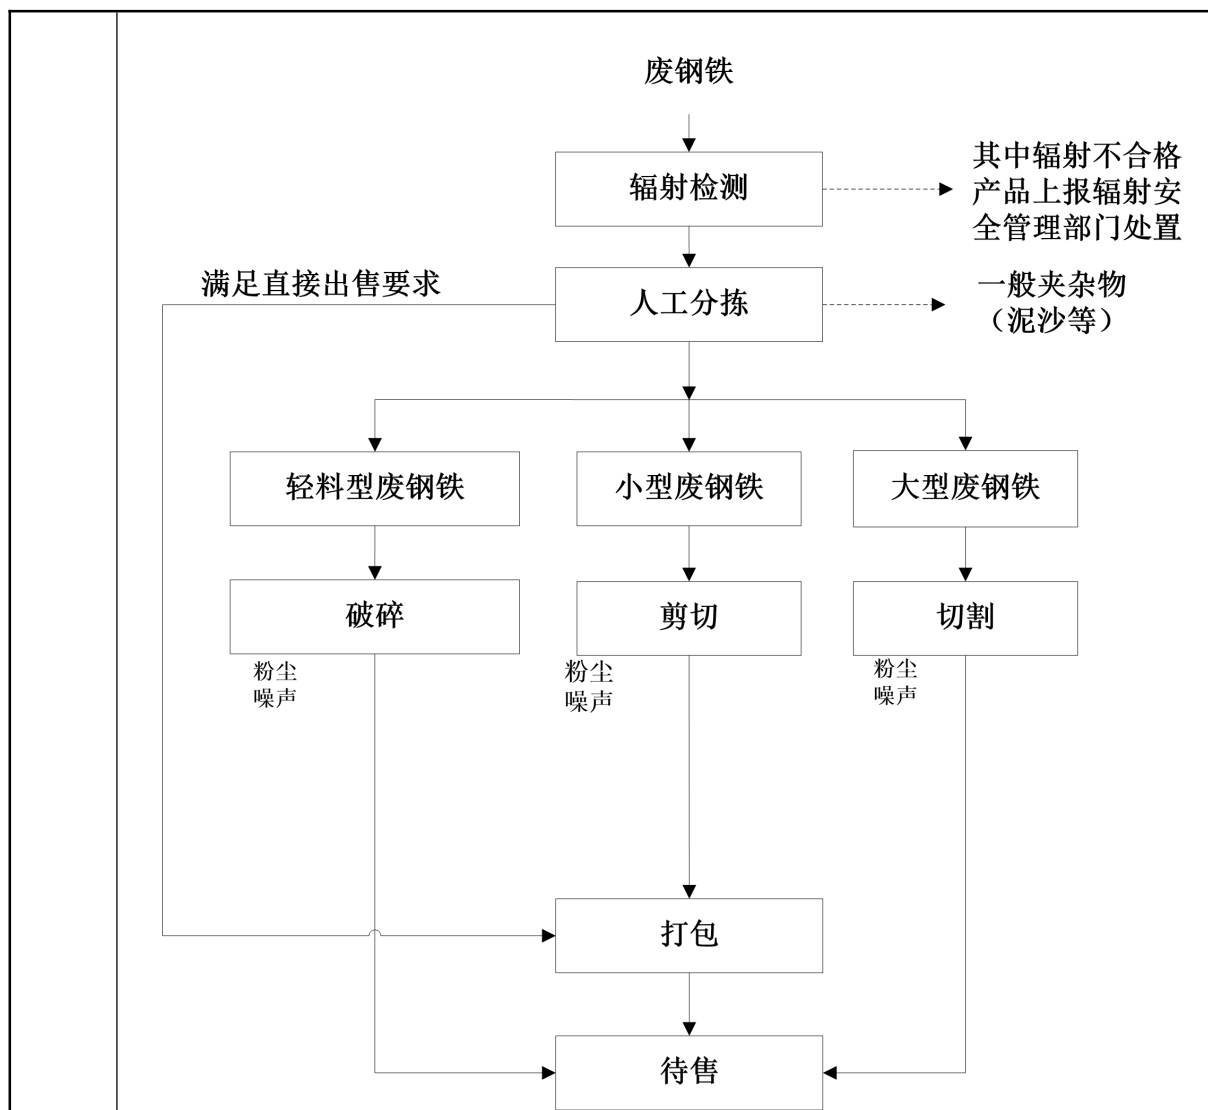 废钢铁
辐射检测
其中辐射不合格
产品上报辐射安
全管理部门处置
满足直接出售要求
人工分拣
一般夹杂物
（泥沙等）
轻料型废钢铁
小型废钢铁
大型废钢铁
破碎
剪切
切割
粉尘
噪声
粉尘
噪声
粉尘
噪声
打包
待售